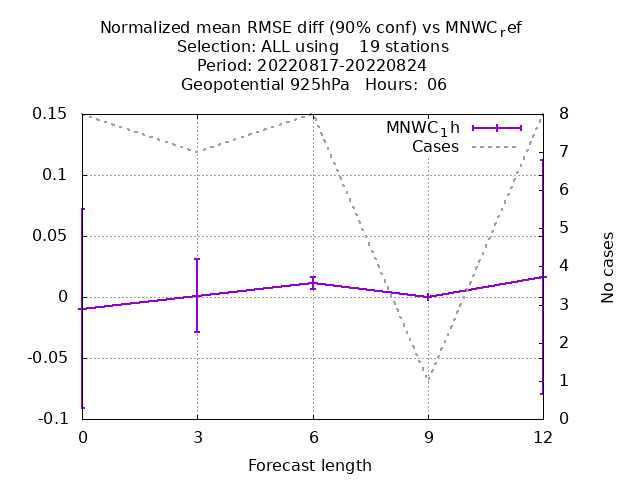 Normalized mean RMSE diff (90% conf) vs MNWCref
Selection: ALL using    19 stations
Period: 20220817-20220824
Geopotential 925hPa   Hours:  06
0.15
0.1
0.05
0
-0.05
-0.1
8
7
6
5
4
3
2
1
0
MNWC1h
Cases
No cases
0 3 6 9 12
Forecast length